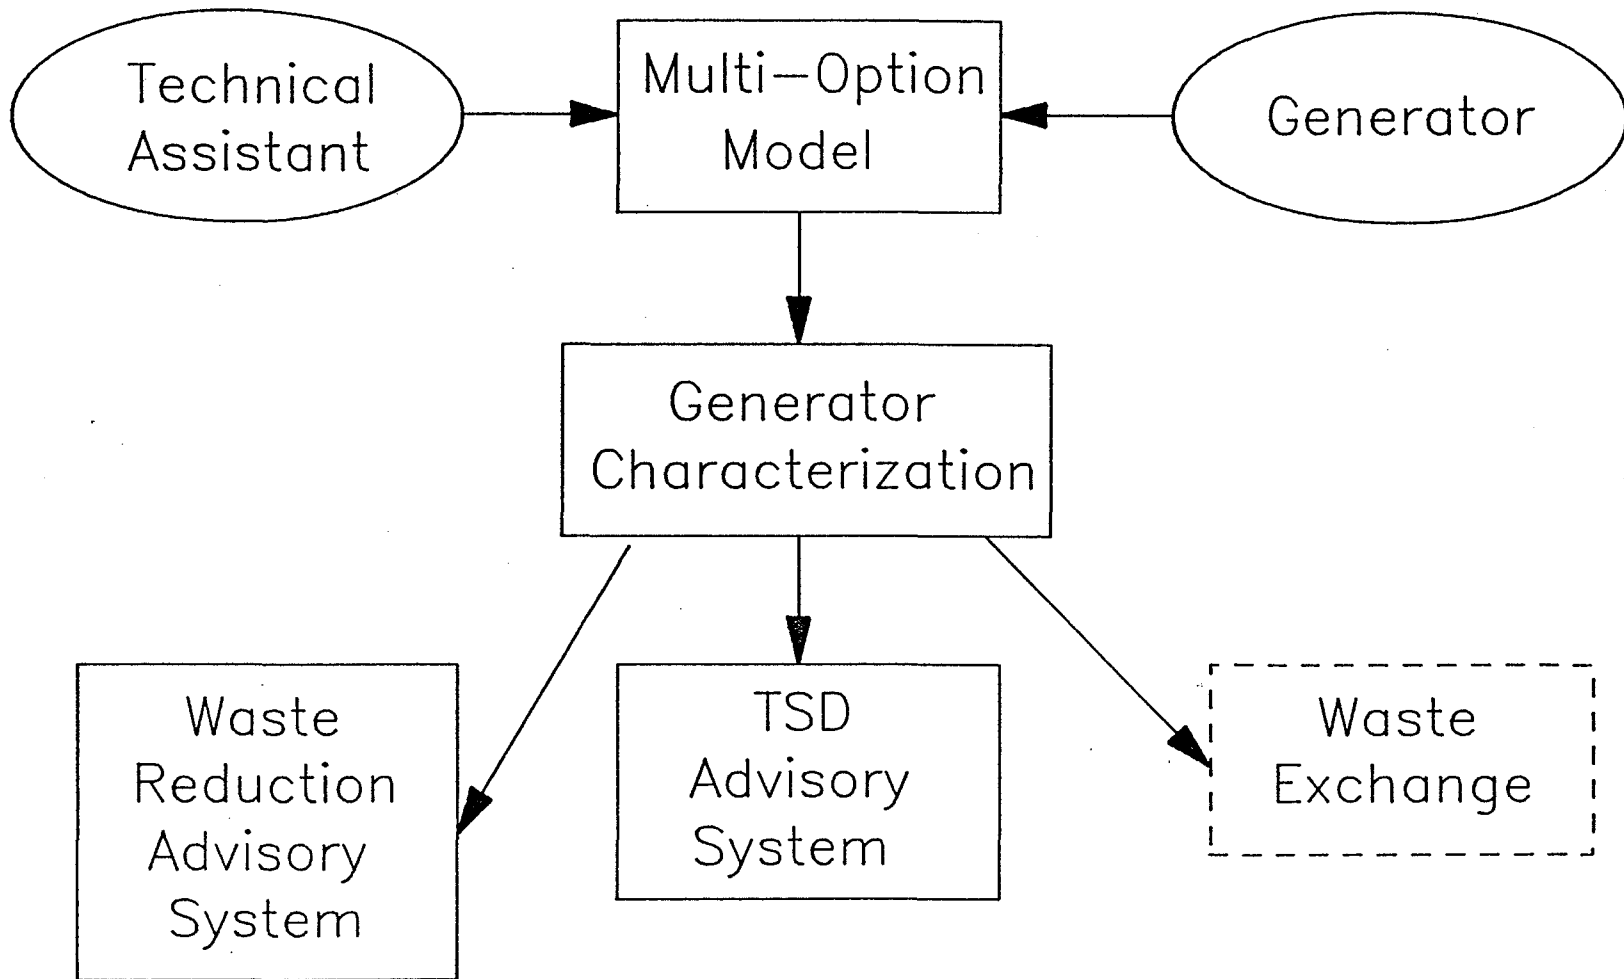 Technical
Assistant
Multi-Option
Model
Generator
Generator
Characterization
Waste
Reduction
Advisory
System
TSD
Advisory
System
Waste
Exchange